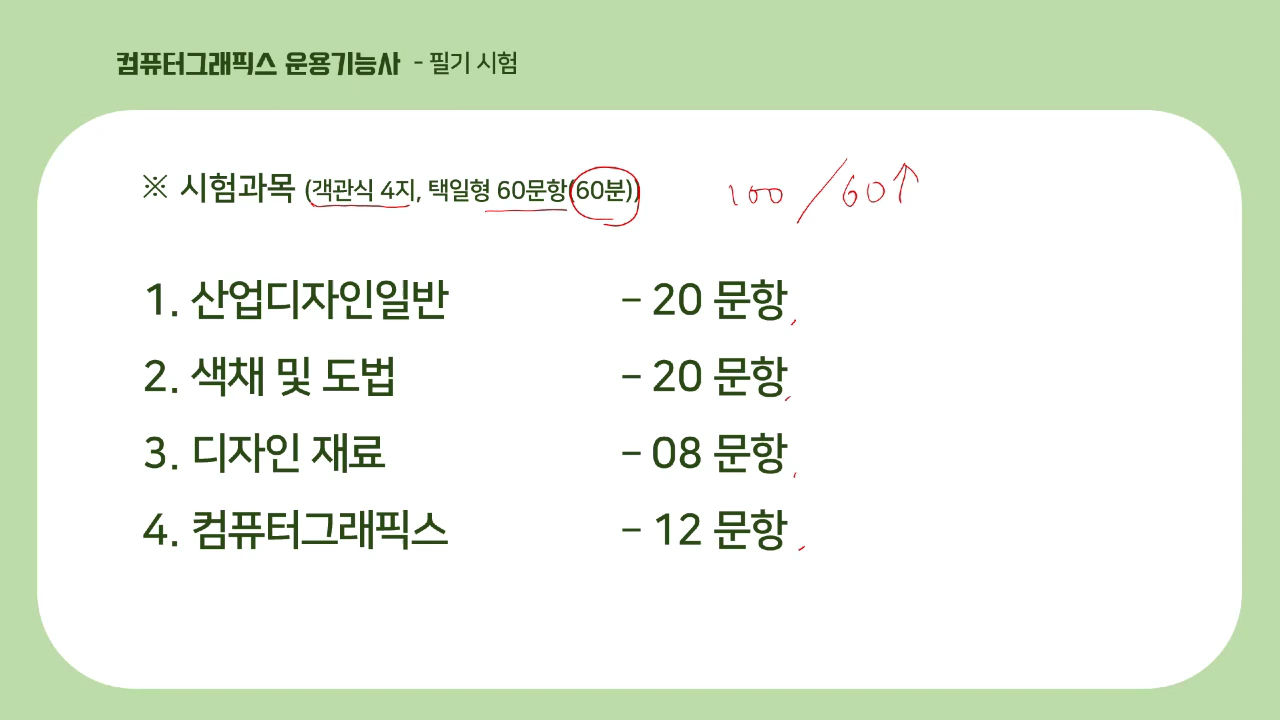 컴퓨터그래픽스 운용기능사 - 필기 시험
※ 시험과목 (객관식 4지, 택일형 60문항(60분)) 100 / 60↑
1. 산업디자인일반 - 20 문항
2. 색채 및 도법 - 20 문항
3. 디자인 재료 - 08 문항
4. 컴퓨터그래픽스 - 12 문항